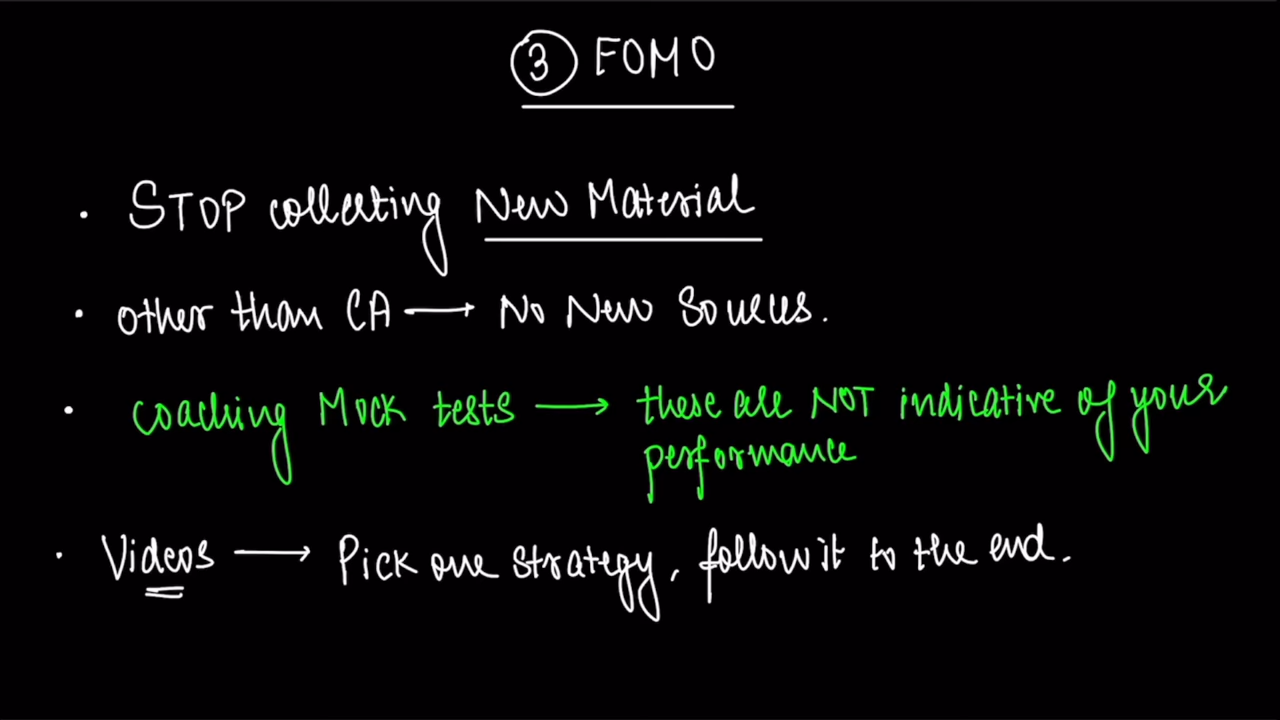 3 FOMO
· STOP collecting New Material
· other than CA → No New Sources.
· Coaching Mock tests → these are NOT indicative of your
performance
· Videos → Pick one strategy, follow it to the end.